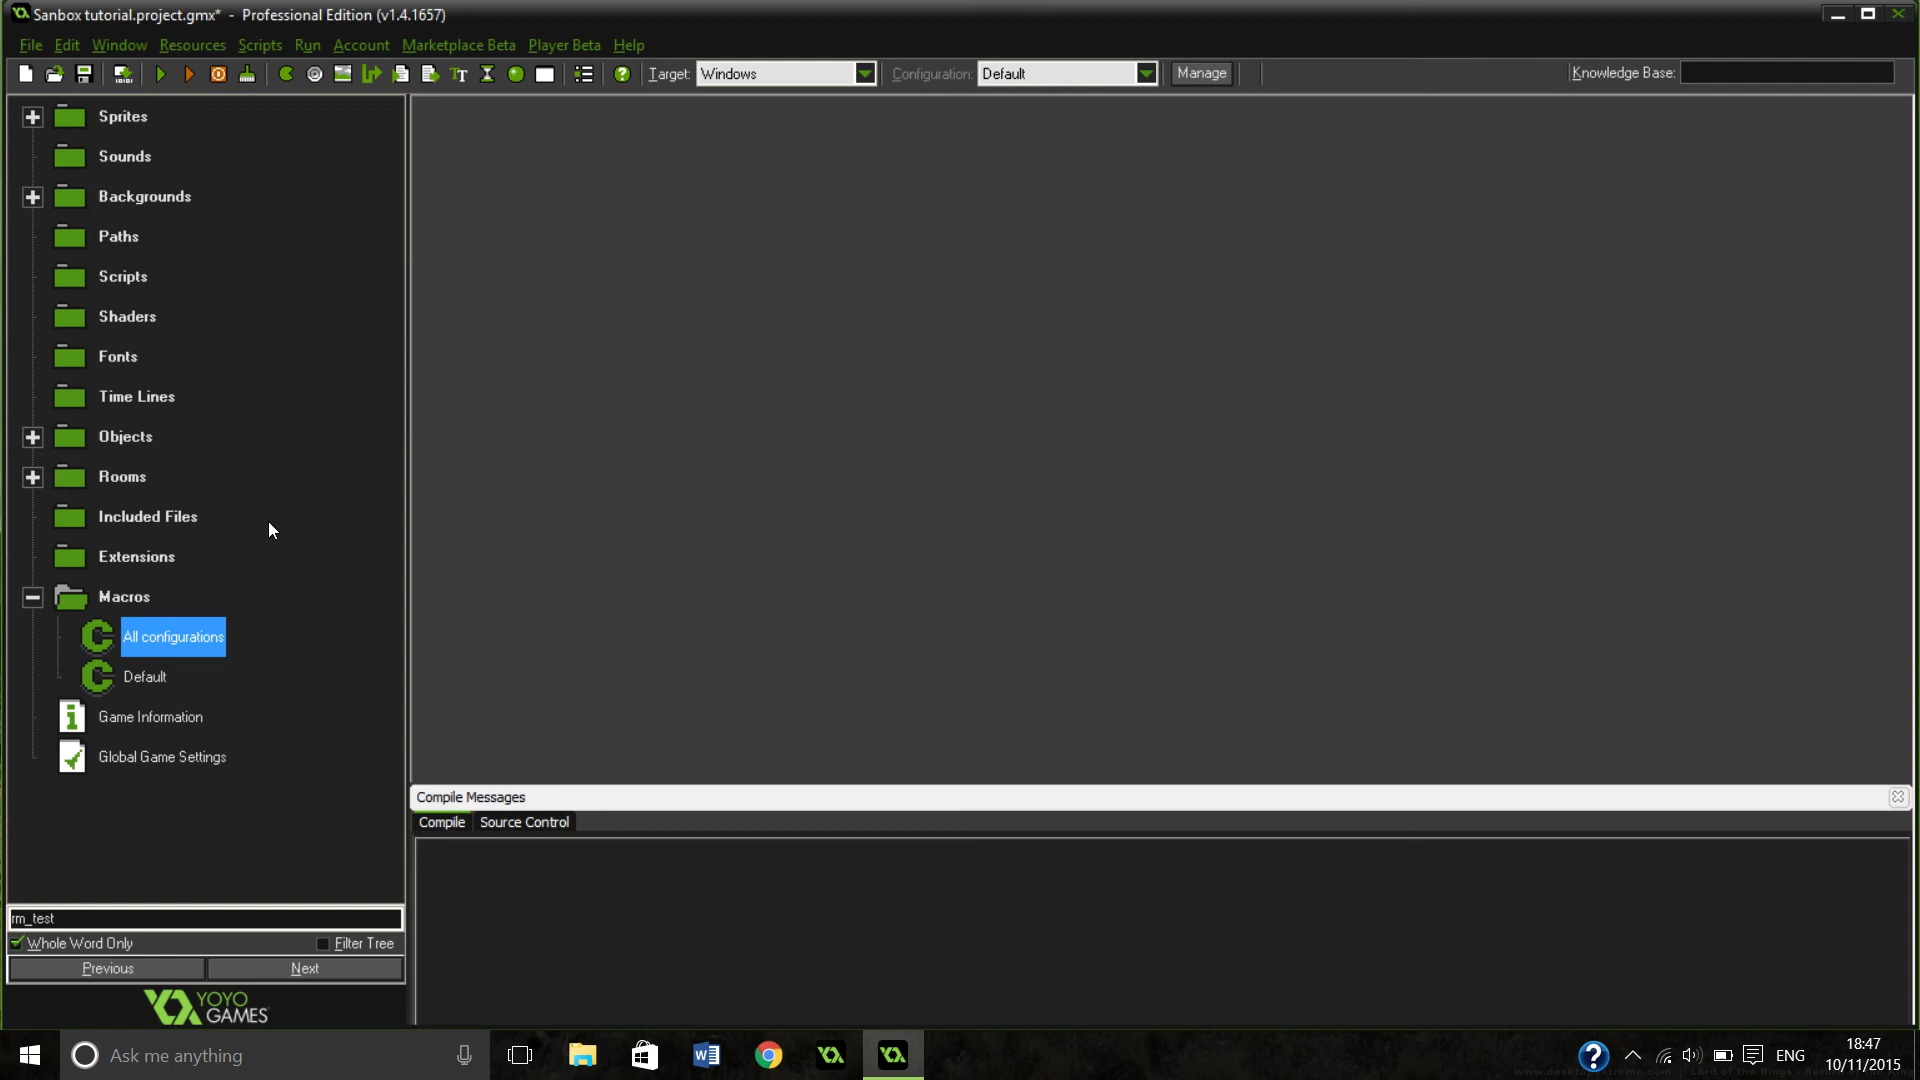 Sanbox tutorial.project.gmx* - Professional Edition (v1.4.1657)
File Edit Window Resources Scripts Run Account Marketplace Beta Player Beta Help
Target: Windows Configuration: Default Manage Knowledge Base:
Sprites
Sounds
Backgrounds
Paths
Scripts
Shaders
Fonts
Time Lines
Objects
Rooms
Included Files
Extensions
Macros
All configurations
Default
Game Information
Global Game Settings
Compile Messages
Compile Source Control
rm_test
Whole Word Only Filter Tree
Previous Next
YOYO
GAMES
Ask me anything
ENG
18:47
10/11/2015